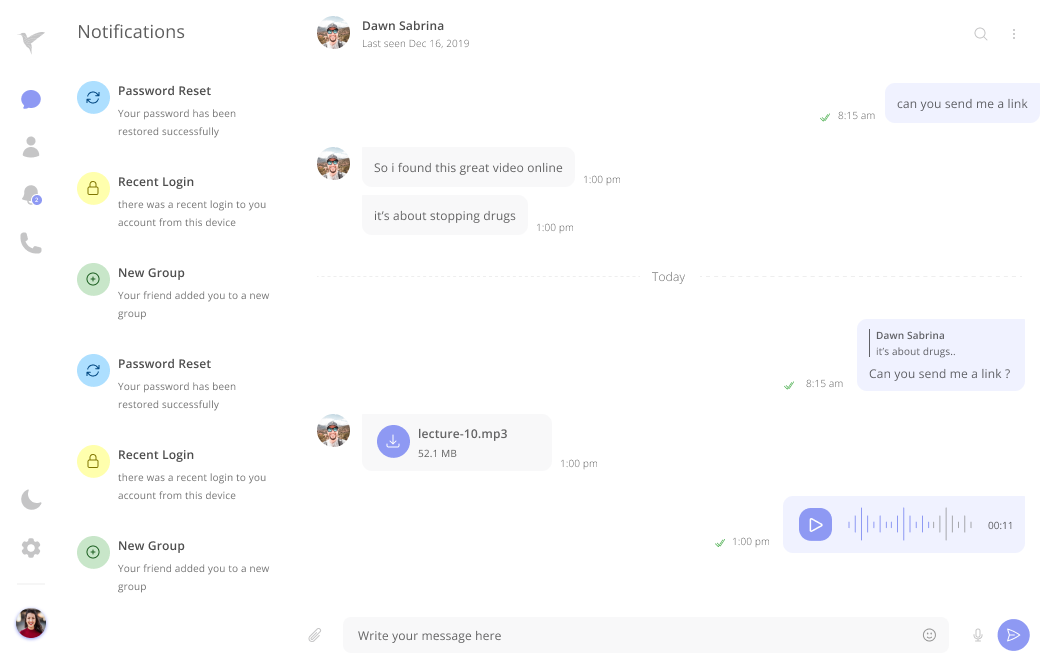 Notifications
2
Password Reset
Your password has been
restored successfully
Recent Login
there was a recent login to you
account from this device
New Group
Your friend added you to a new
group
Password Reset
Your password has been
restored successfully
Recent Login
there was a recent login to you
account from this device
New Group
Your friend added you to a new
group
Dawn Sabrina
Last seen Dec 16, 2019
can you send me a link
8:15 am
So i found this great video online
1:00 pm
it’s about stopping drugs
1:00 pm
Today
Dawn Sabrina
it’s about drugs..
Can you send me a link ?
8:15 am
lecture-10.mp3
52.1 MB
1:00 pm
00:11
1:00 pm
Write your message here